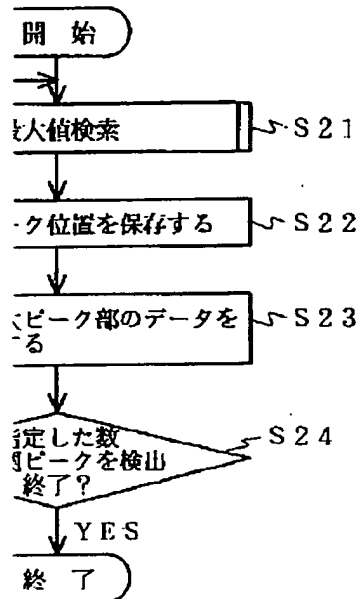 開 始
大値検索
S21
ク位置を保存する
S22
ピーク部のデータを
する
S23
指定した数
ピークを検出
終了？
S24
YES
終 了